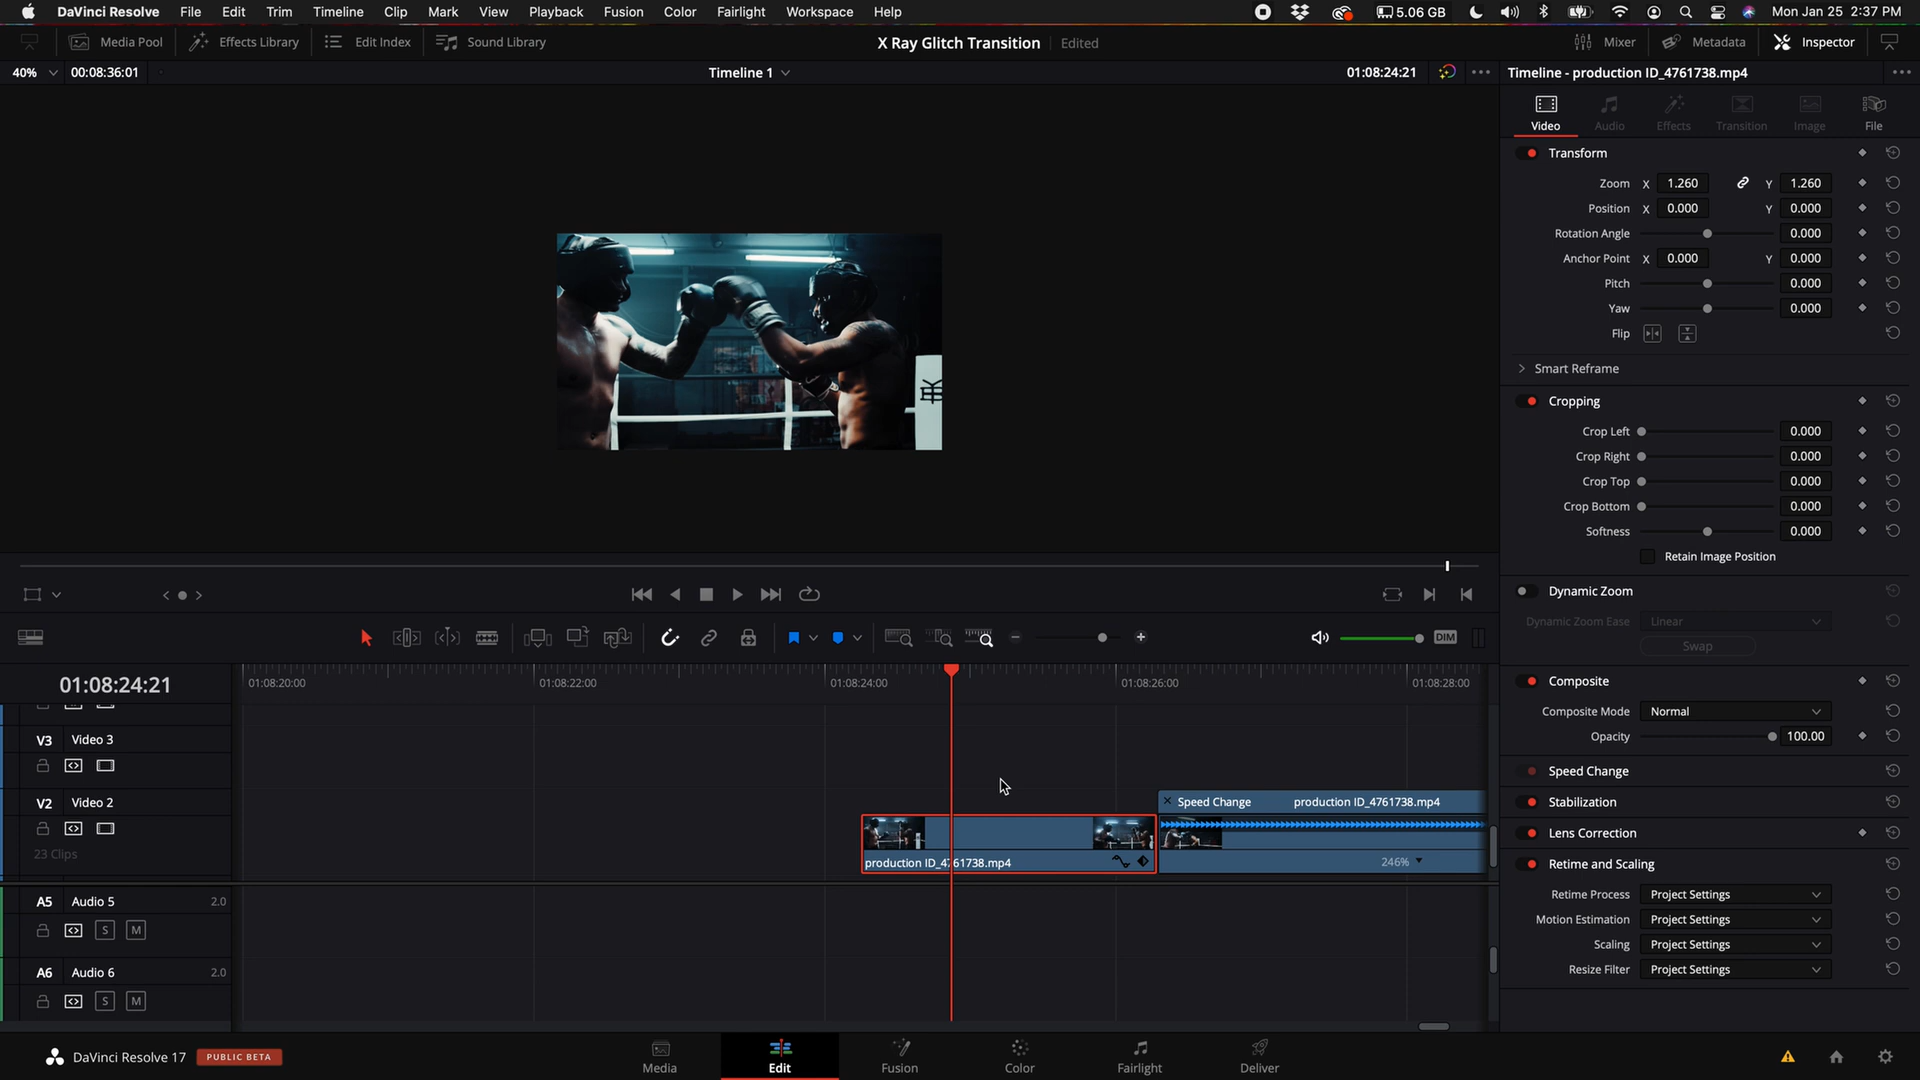 DaVinci Resolve File Edit Trim Timeline Clip Mark View Playback Fusion Color Fairlight Workspace Help 5.06 GB Mon Jan 25 2:37 PM
Media Pool Effects Library Edit Index Sound Library X Ray Glitch Transition Edited Mixer Metadata Inspector
40% 00:08:36:01 Timeline 1 01:08:24:21 Timeline - production ID_4761738.mp4
Video Audio Effects Transition Image File
Transform
Zoom X 1.260 Y 1.260
Position X 0.000 Y 0.000
Rotation Angle 0.000
Anchor Point X 0.000 Y 0.000
Pitch 0.000
Yaw 0.000
Flip
Smart Reframe
Cropping
Crop Left 0.000
Crop Right 0.000
Crop Top 0.000
Crop Bottom 0.000
Softness 0.000
Retain Image Position
Dynamic Zoom
Dynamic Zoom Ease Linear
Swap
DIM
01:08:24:21 01:08:20:00 01:08:22:00 01:08:24:00 01:08:26:00 01:08:28:00
Composite
Composite Mode Normal
Opacity 100.00
V3 Video 3
Speed Change
V2 Video 2 Speed Change production ID_4761738.mp4
Stabilization
Lens Correction
23 Clips
production ID_4761738.mp4 246%
Retime and Scaling
Retime Process Project Settings
A5 Audio 5 2.0
Motion Estimation Project Settings
S M
Scaling Project Settings
A6 Audio 6 2.0
Resize Filter Project Settings
S M
DaVinci Resolve 17 PUBLIC BETA Media Edit Fusion Color Fairlight Deliver